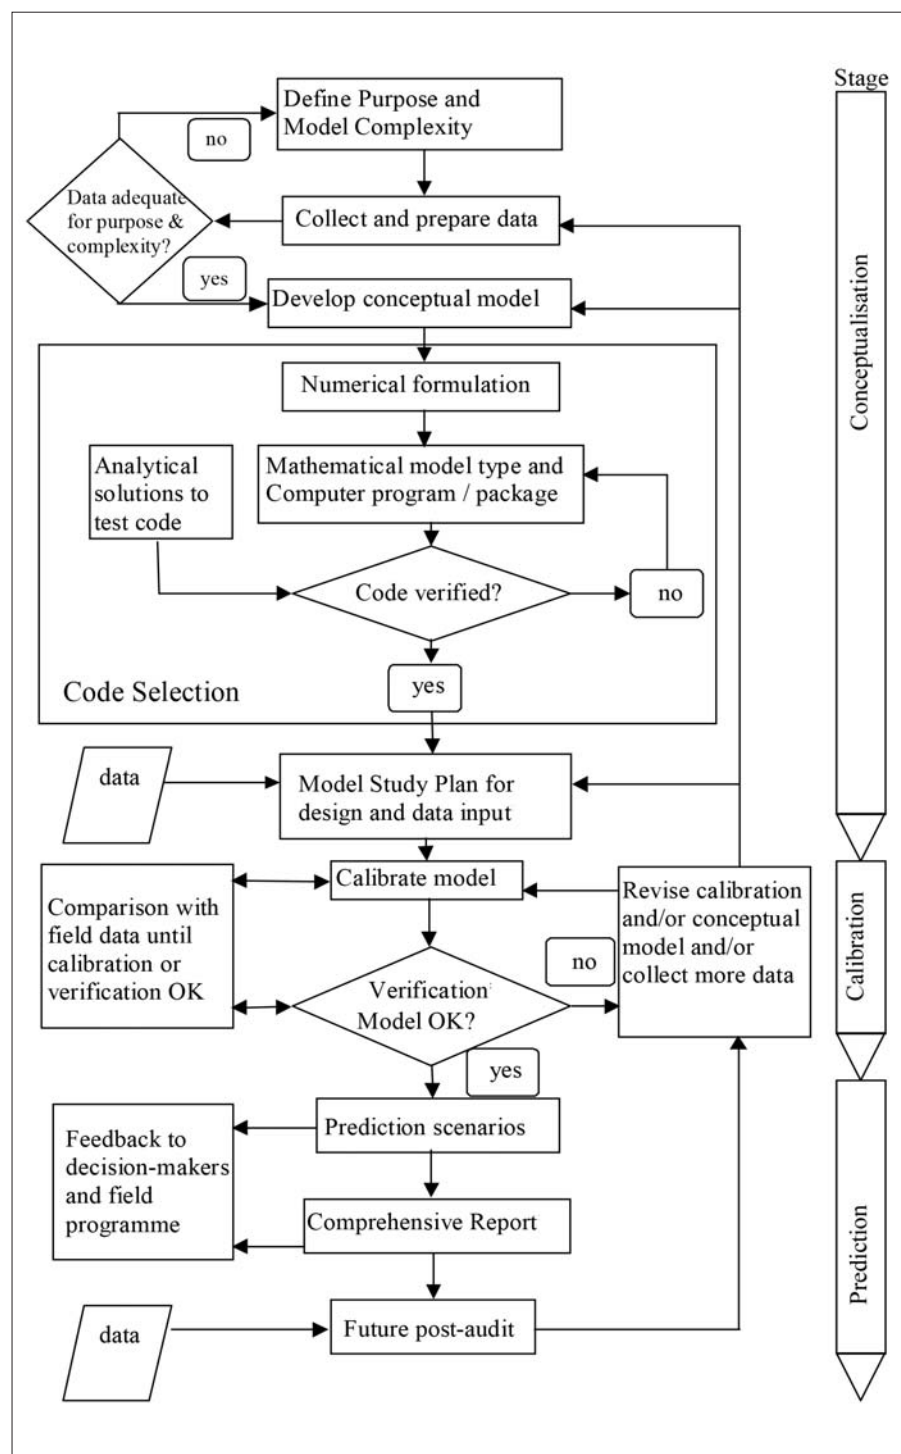 Stage
Define Purpose and
Model Complexity
no
Data adequate
for purpose &
complexity?
Collect and prepare data
yes
Develop conceptual model
Conceptualisation
Numerical formulation
Analytical
solutions to
test code
Mathematical model type and
Computer program / package
Code verified?
no
yes
Code Selection
data
Model Study Plan for
design and data input
Calibrate model
Comparison with
field data until
calibration or
verification OK
Revise calibration
and/or conceptual
model and/or
collect more data
Calibration
no
Verification:
Model OK?
yes
Prediction scenarios
Feedback to
decision-makers
and field
programme
Comprehensive Report
Prediction
data
Future post-audit